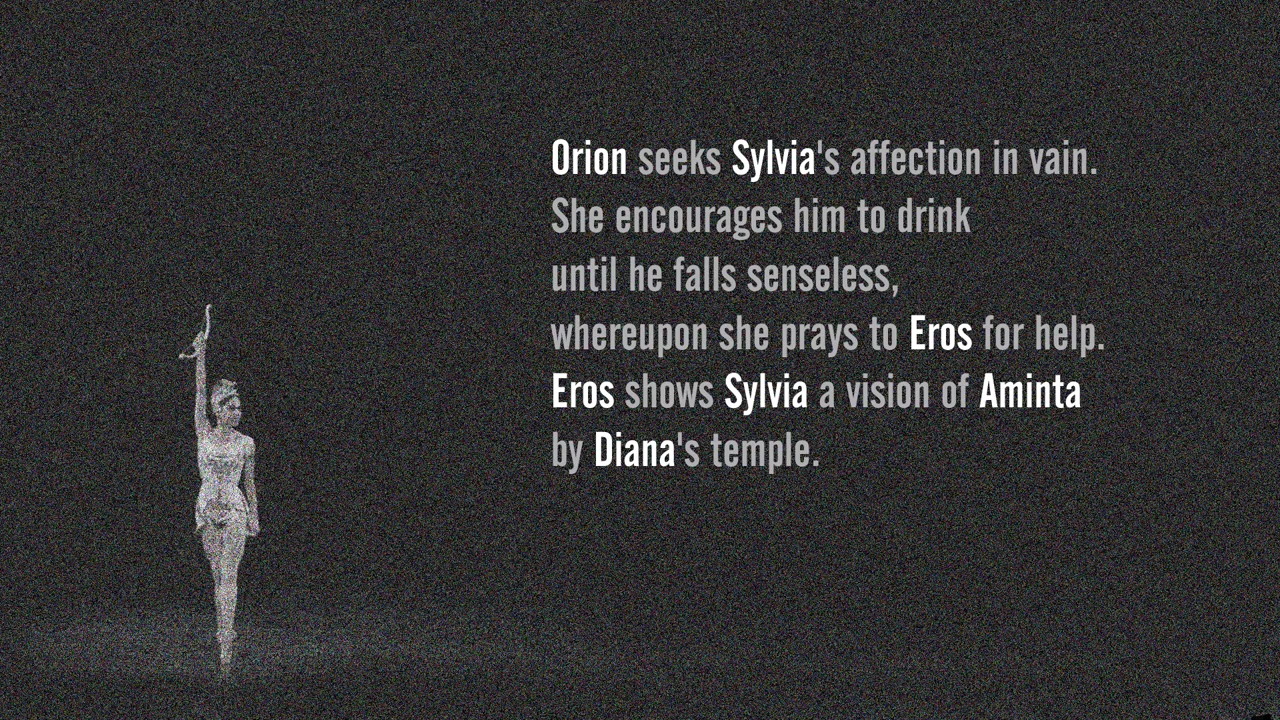 Orion seeks Sylvia's affection in vain.
She encourages him to drink
until he falls senseless,
whereupon she prays to Eros for help.
Eros shows Sylvia a vision of Aminta
by Diana's temple.